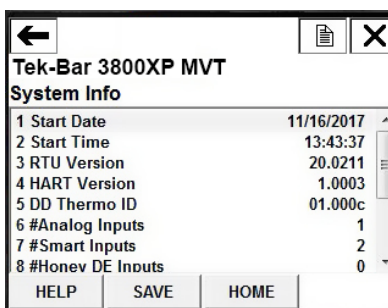 Tek-Bar 3800XP MVT
System Info
1 Start Date 11/16/2017
2 Start Time 13:43:37
3 RTU Version 20.0211
4 HART Version 1.0003
5 DD Thermo ID 01.000c
6 #Analog Inputs 1
7 #Smart Inputs 2
8 #Honey DE Inputs 0
HELP SAVE HOME